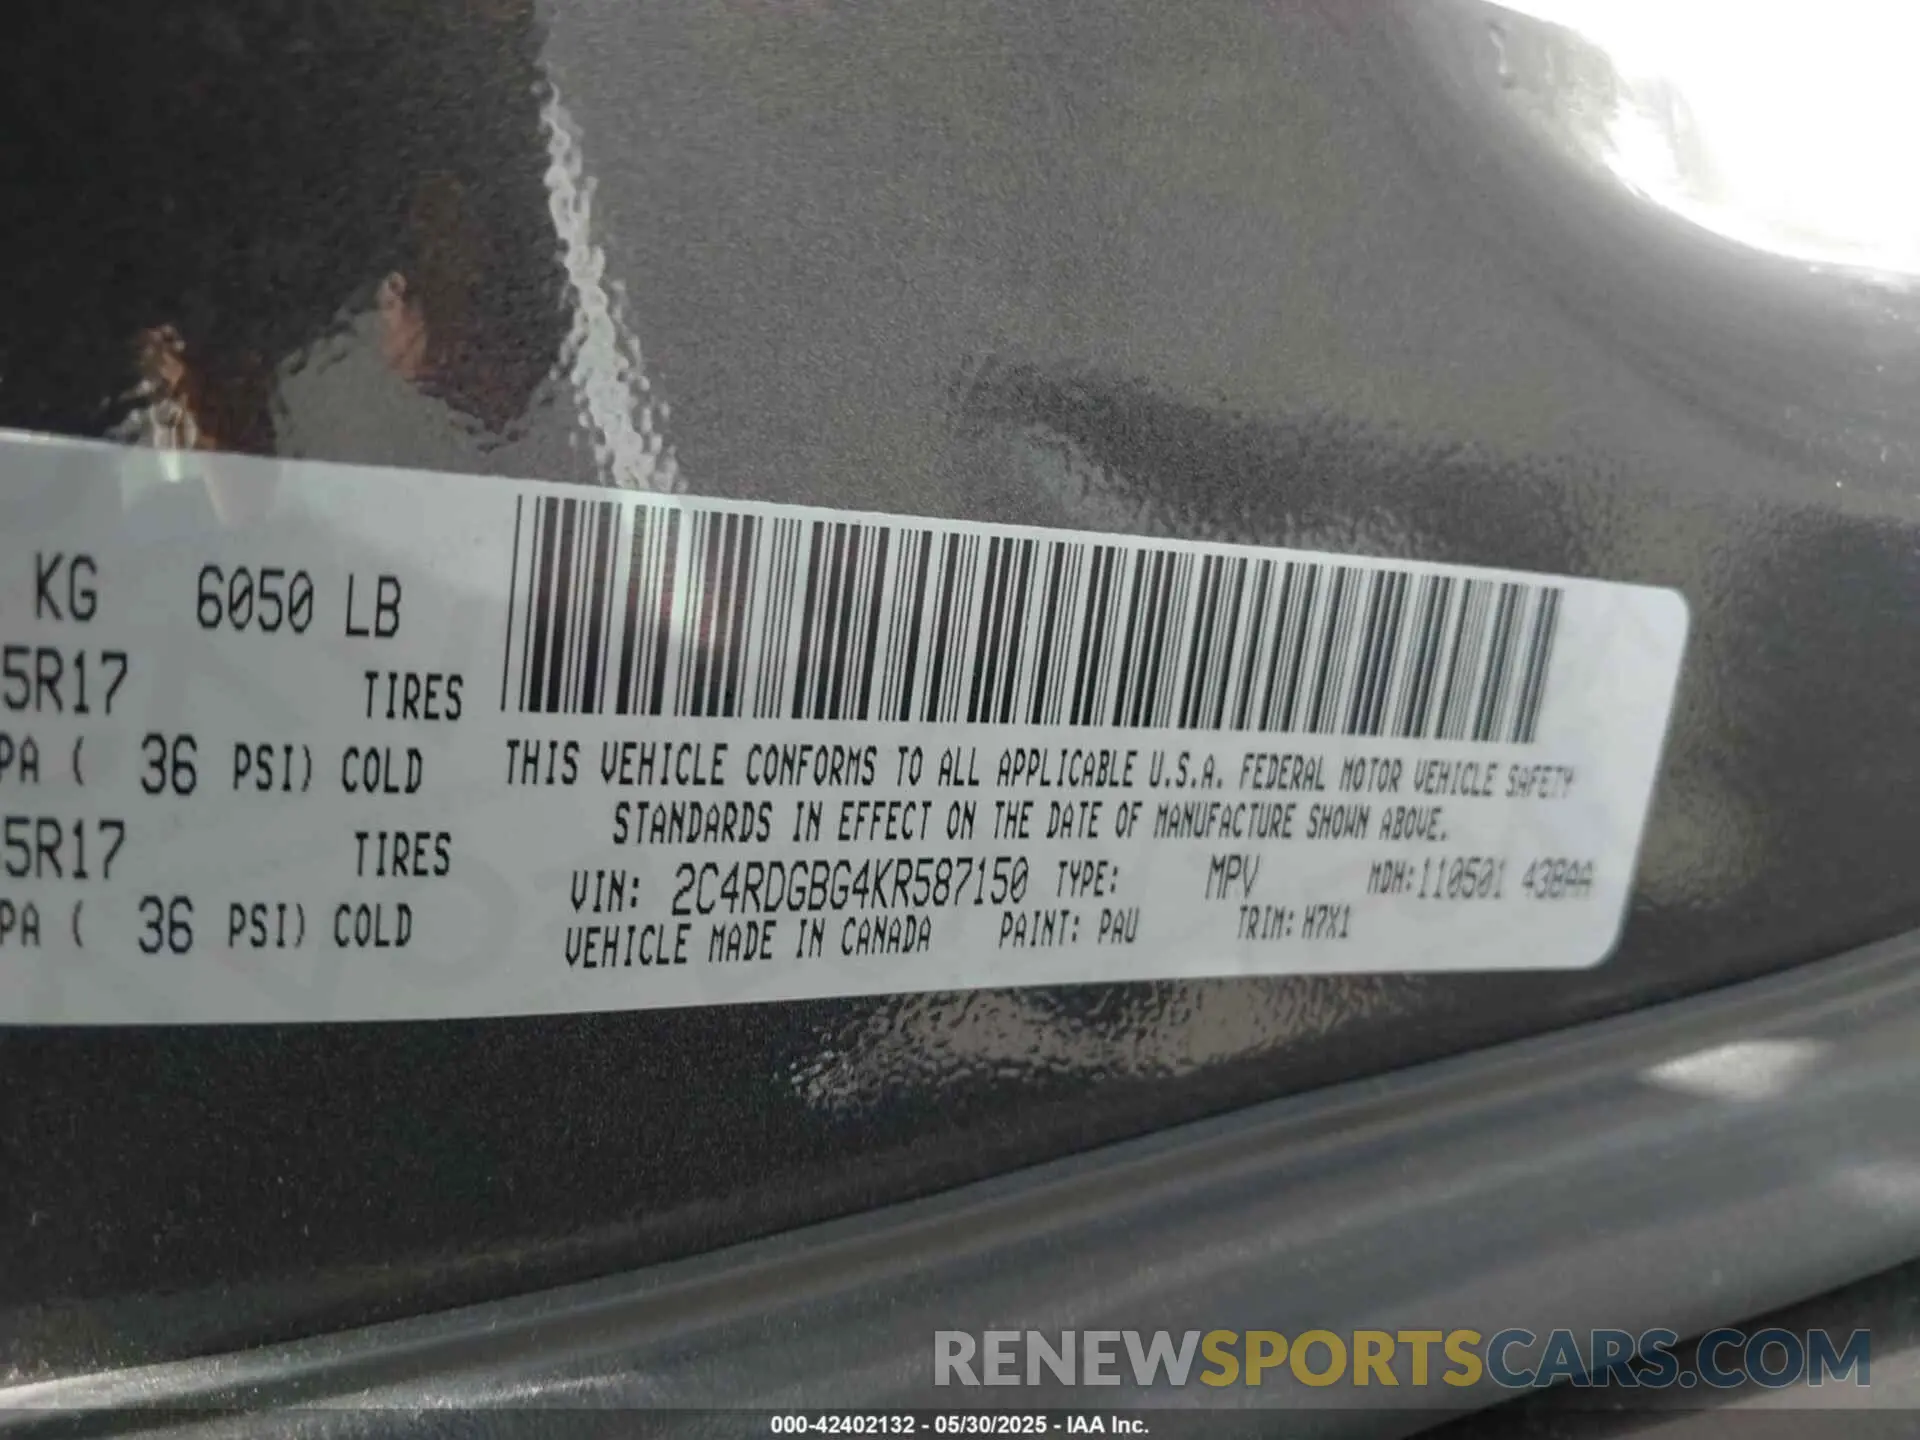 KG 6050 LB
5R17 TIRES
PA ( 36 PSI) COLD
5R17 TIRES
PA ( 36 PSI) COLD
THIS VEHICLE CONFORMS TO ALL APPLICABLE U.S.A. FEDERAL MOTOR VEHICLE SAFETY
STANDARDS IN EFFECT ON THE DATE OF MANUFACTURE SHOWN ABOVE.
VIN: 2C4RDGBG4KR587150 TYPE: MPV MDH:110501 438AA
VEHICLE MADE IN CANADA PAINT: PAU TRIM: H7X1
RENEWSPORTSCARS.COM
000-42402132 - 05/30/2025 - IAA Inc.